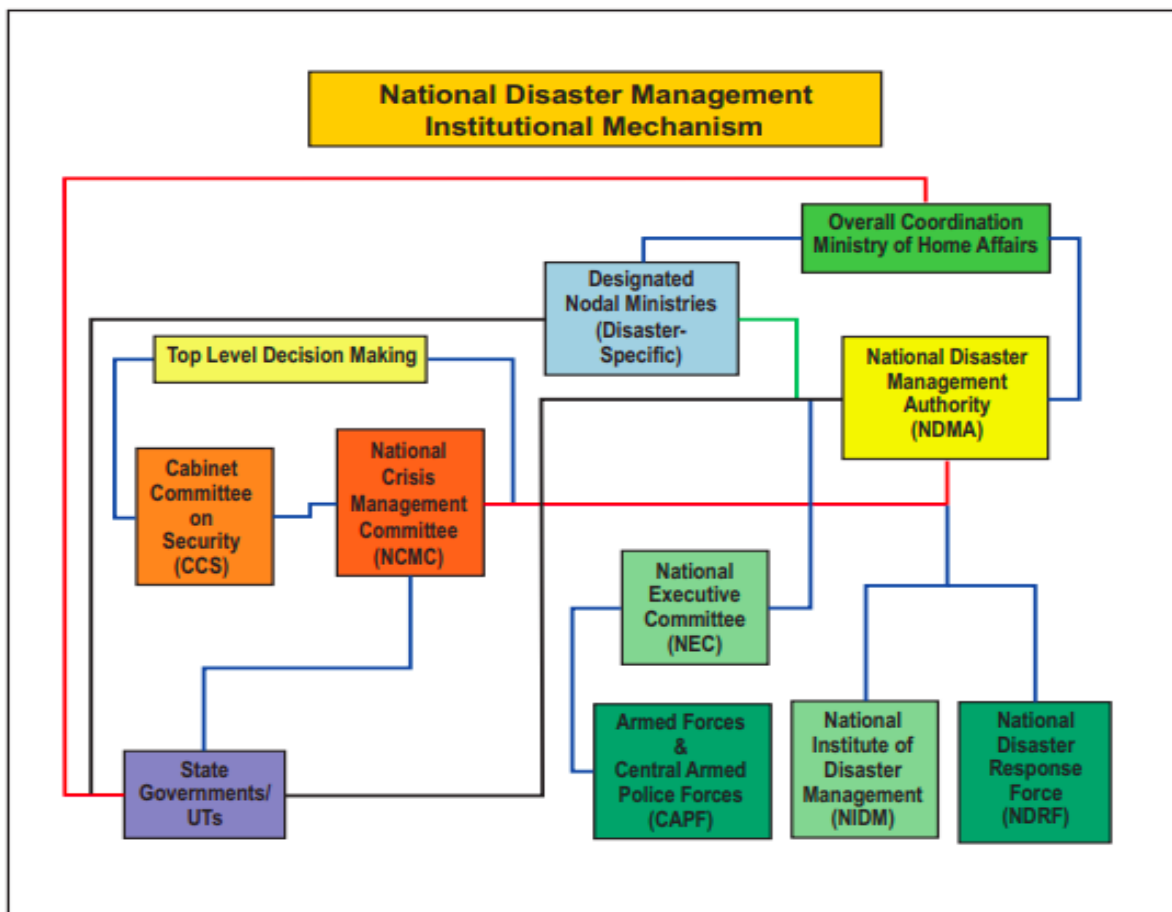 National Disaster Management
Institutional Mechanism
Overall Coordination
Ministry of Home Affairs
Designated
Nodal Ministries
(Disaster-
Specific)
Top Level Decision Making
National Disaster
Management
Authority
(NDMA)
Cabinet
Committee
on
Security
(CCS)
National
Crisis
Management
Committee
(NCMC)
National
Executive
Committee
(NEC)
State
Governments/
UTs
Armed Forces
&
Central Armed
Police Forces
(CAPF)
National
Institute of
Disaster
Management
(NIDM)
National
Disaster
Response
Force
(NDRF)